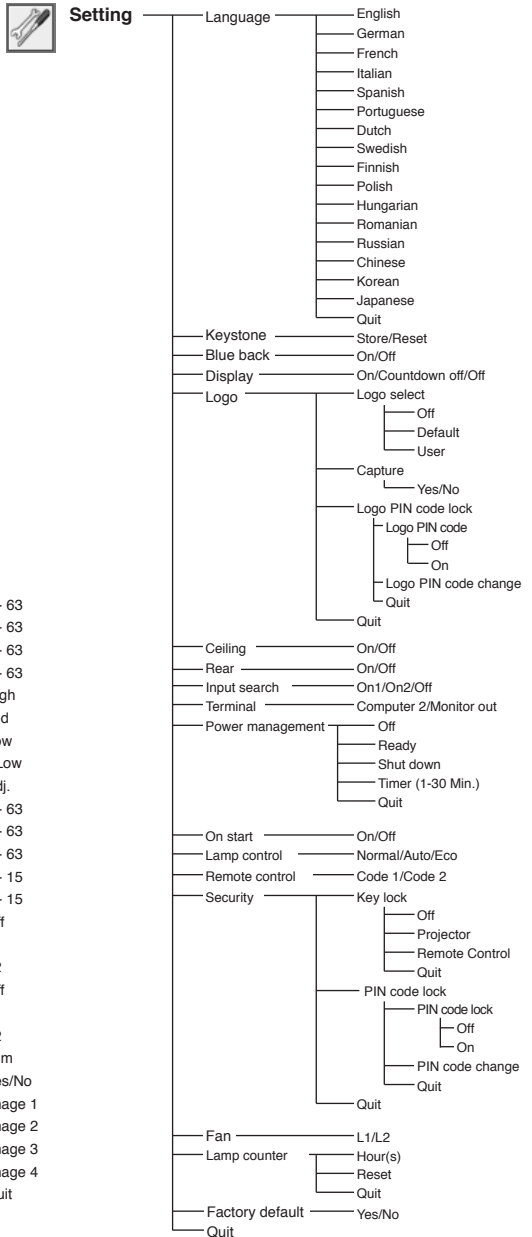 Setting
Language
English
German
French
Italian
Spanish
Portuguese
Dutch
Swedish
Finnish
Polish
Hungarian
Romanian
Russian
Chinese
Korean
Japanese
Quit
Keystone Store/Reset
Blue back On/Off
Display On/Countdown off/Off
Logo Logo select
Off
Default
User
Capture
Yes/No
Logo PIN code lock
Logo PIN code
Off
On
Logo PIN code change
Quit
Quit
Ceiling On/Off
Rear On/Off
Input search On1/On2/Off
Terminal Computer 2/Monitor out
Power management Off
Ready
Shut down
Timer (1-30 Min.)
Quit
On start On/Off
Lamp control Normal/Auto/Eco
Remote control Code 1/Code 2
Security Key lock
Off
Projector
Remote Control
Quit
PIN code lock
PIN code lock
Off
On
PIN code change
Quit
Quit
Fan L1/L2
Lamp counter Hour(s)
Reset
Quit
Factory default Yes/No
Quit
- 63
- 63
- 63
- 63
gh
d
ow
Low
dj.
- 63
- 63
- 63
- 15
- 15
ff
2
ff
2
m
es/No
age 1
age 2
age 3
age 4
uit